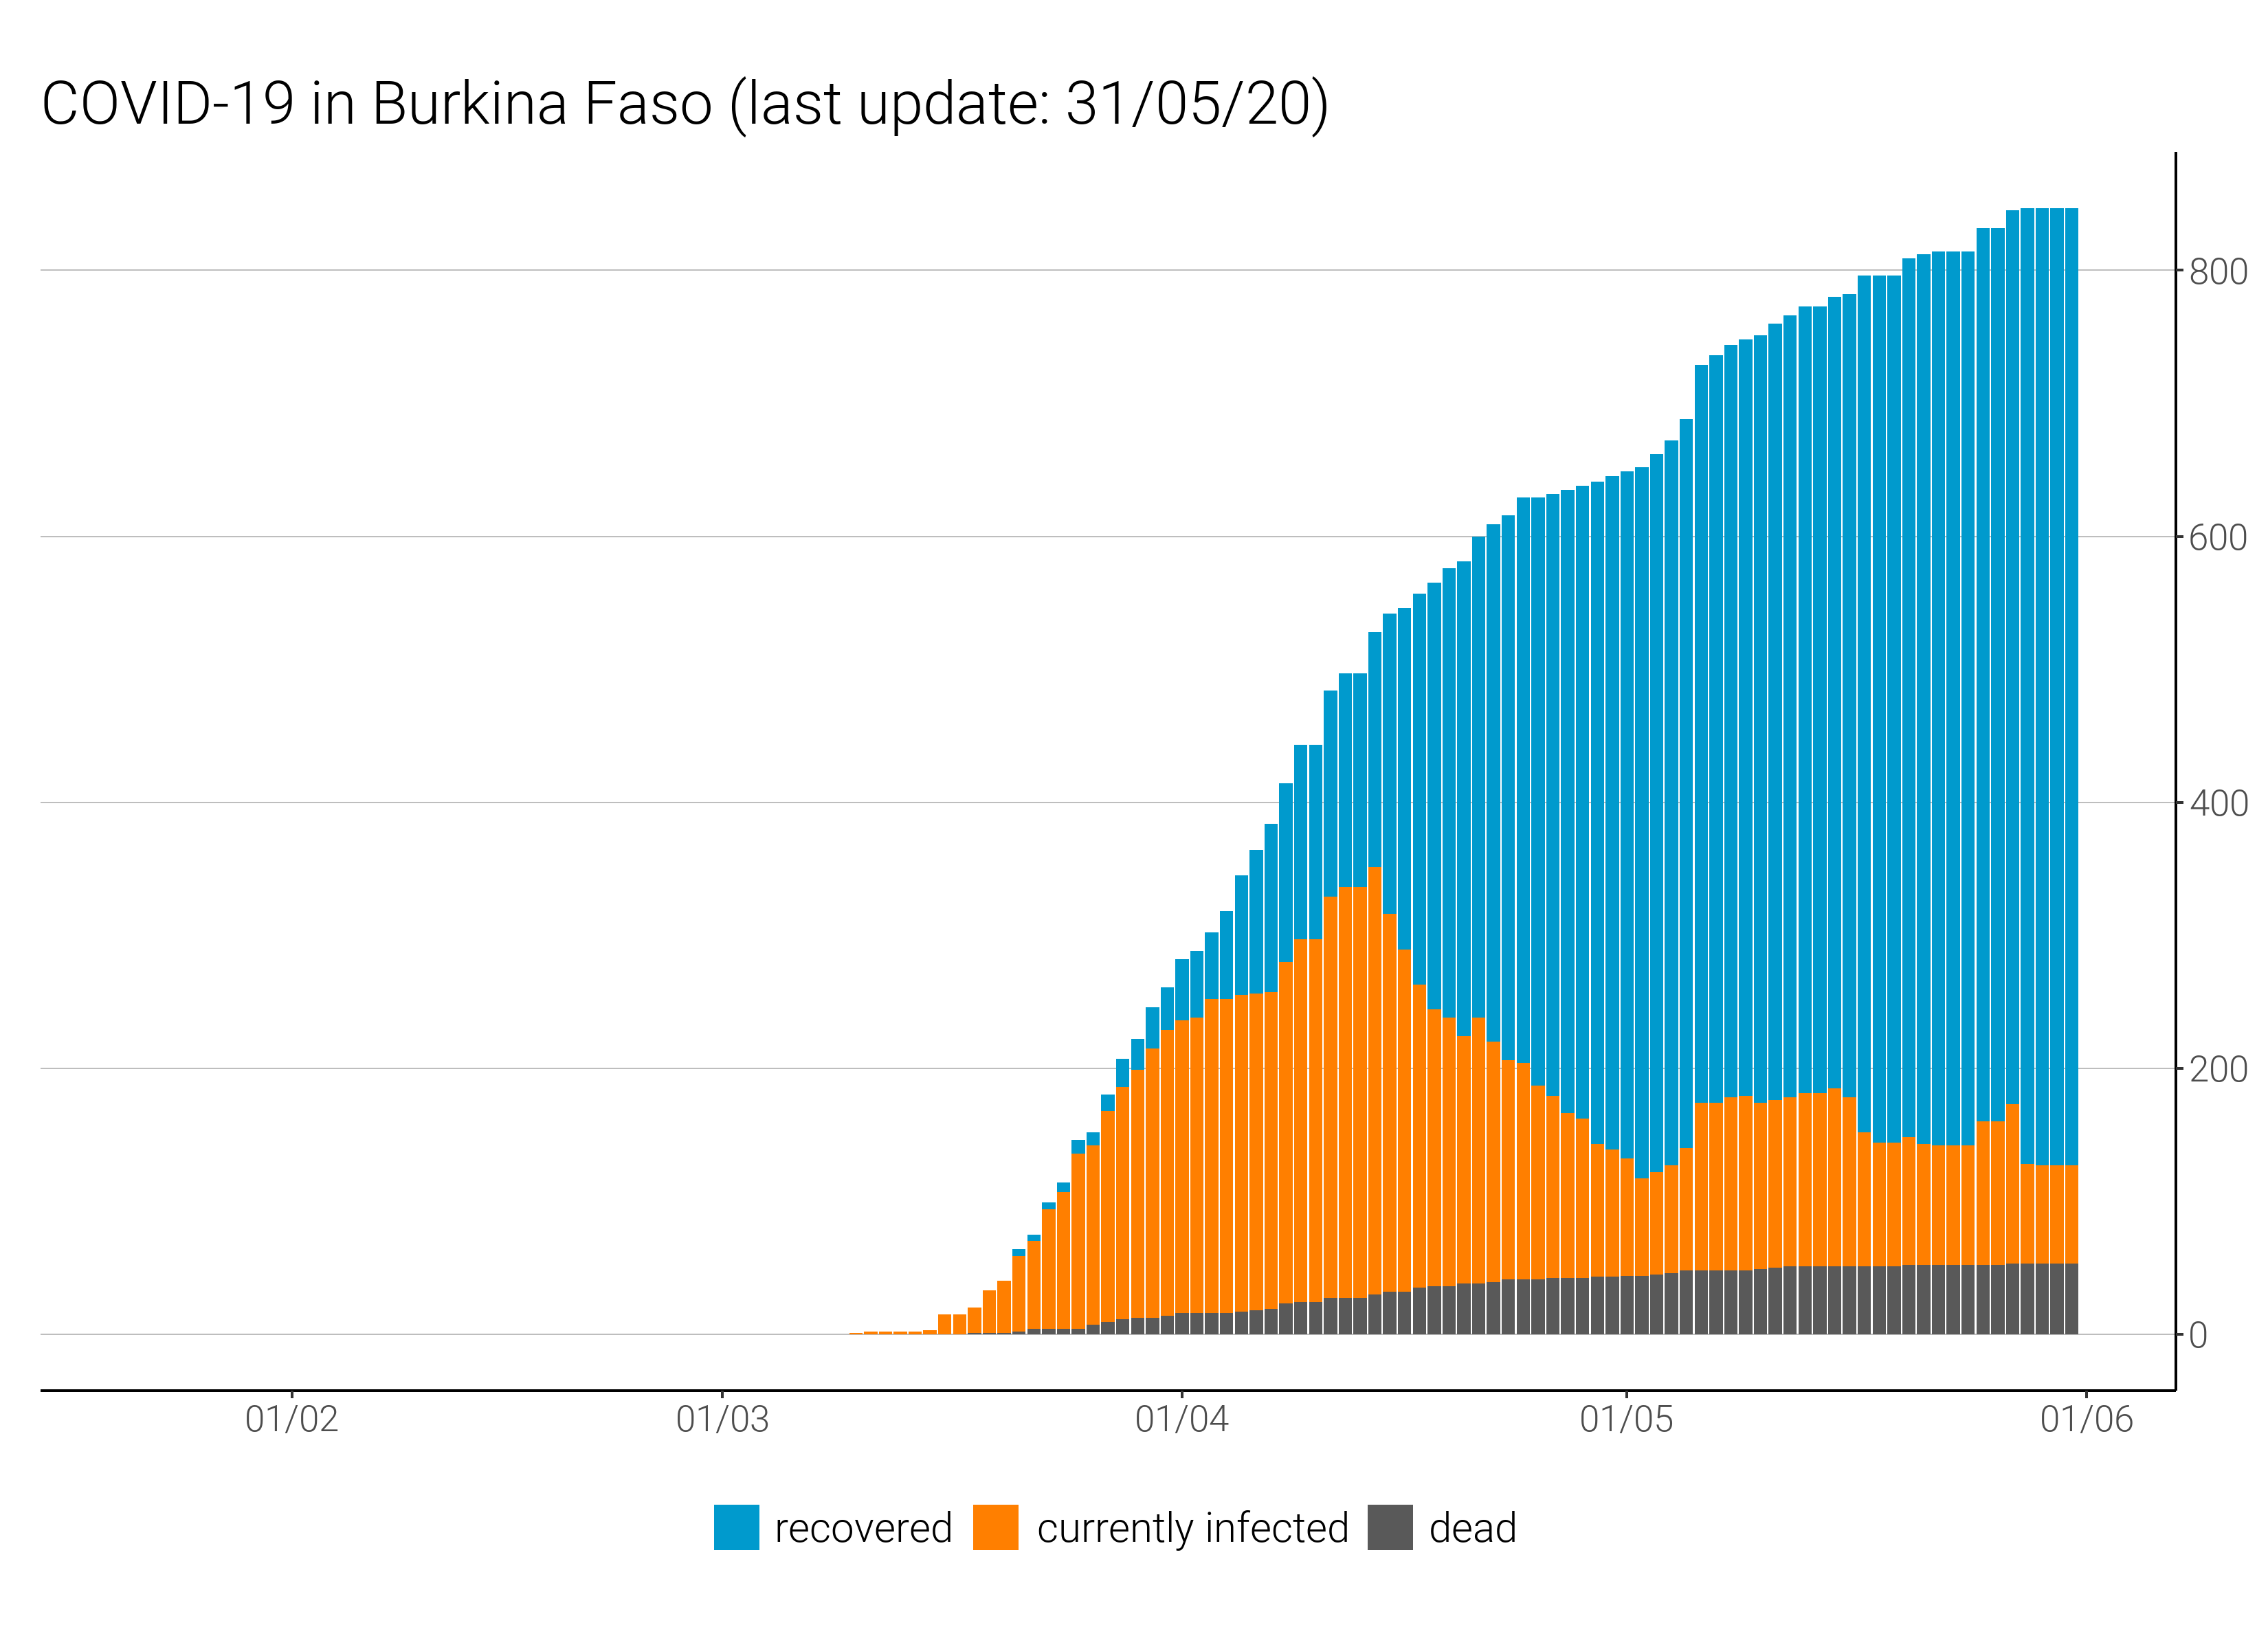 COVID-19 in Burkina Faso (last update: 31/05/20)
800
600
400
200
0
01/02 01/03 01/04 01/05 01/06
recovered currently infected dead